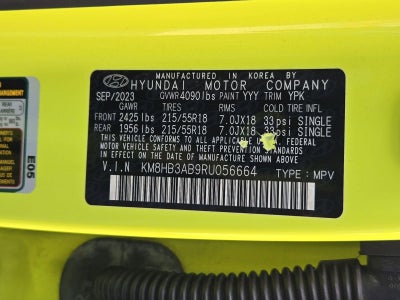 MANUFACTURED IN KOREA BY
HYUNDAI MOTOR COMPANY
SEP/2023 GVWR4090lbs PAINT YYY TRIM YPK
GAWR TIRES RIMS COLD TIRE INFL
FRONT 2425 lbs 215/55R18 7.0JX18 33psi SINGLE
REAR 1956 lbs 215/55R18 7.0JX18 33psi SINGLE
THIS VEHICLE CONFORMS TO ALL APPLICABLE U.S. FEDERAL
MOTOR VEHICLE SAFETY AND THEFT PREVENTION STANDARDS
IN EFFECT ON THE DATE OF MANUFACTURE SHOWN ABOVE.
V.I.N KM8HB3AB9RU056664 TYPE : MPV
E05